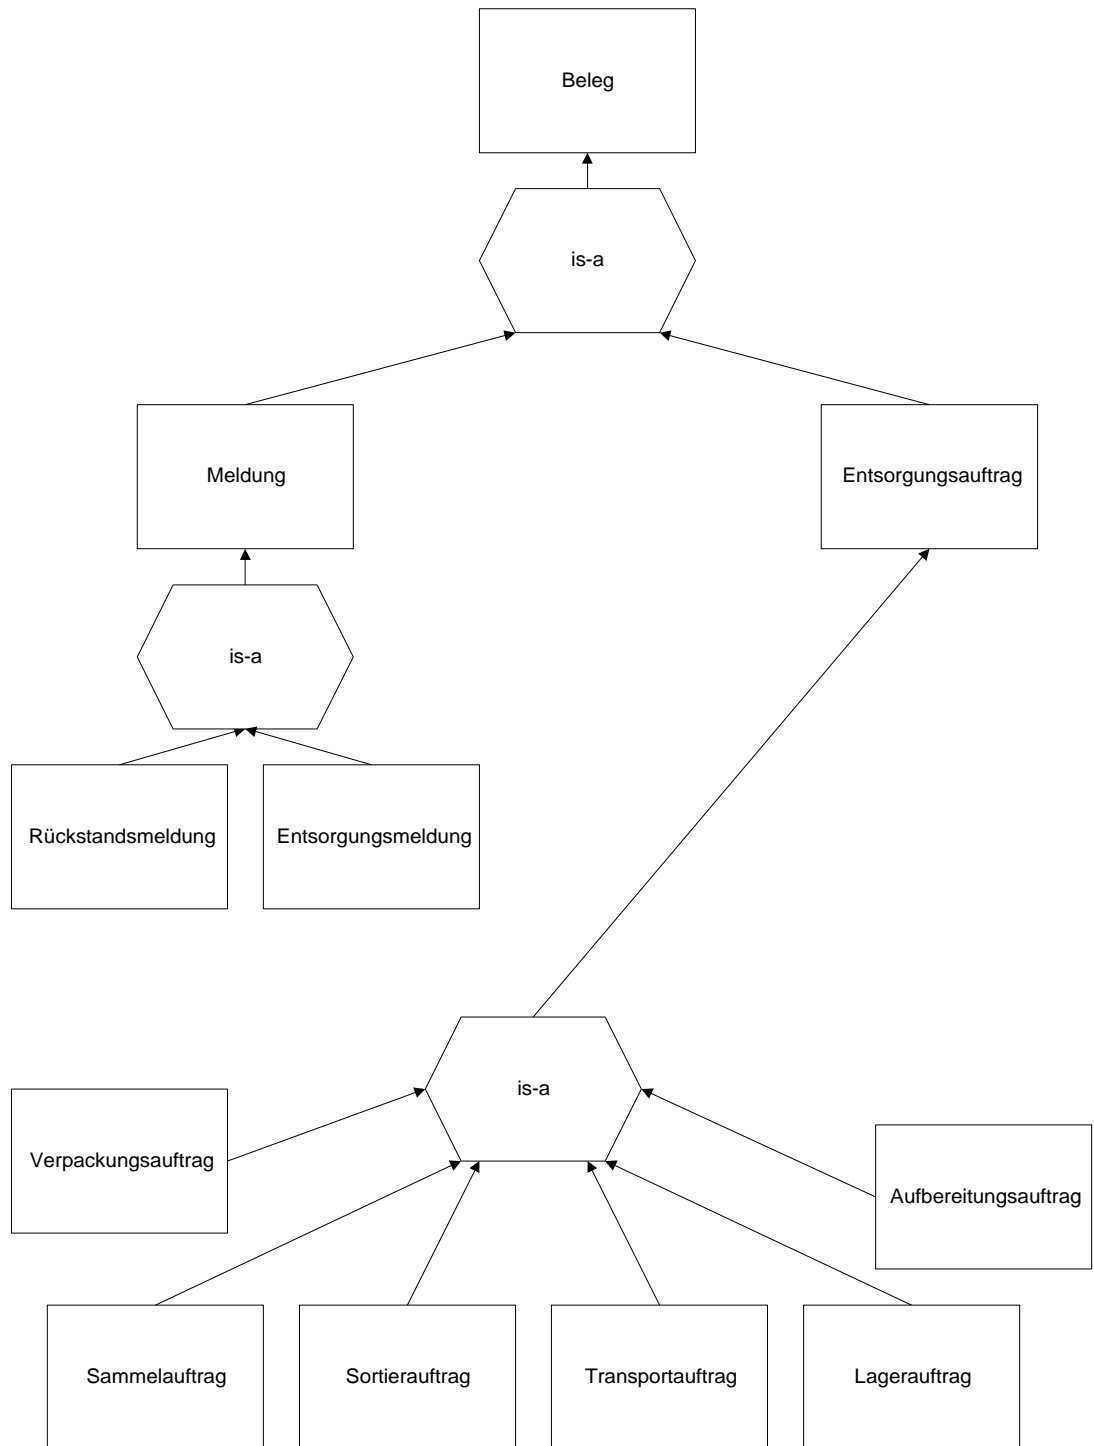 Beleg
is-a
Meldung
Entsorgungsauftrag
is-a
Rückstandsmeldung
Entsorgungsmeldung
is-a
Verpackungsauftrag
Aufbereitungsauftrag
Sammelauftrag
Sortierauftrag
Transportauftrag
Lagerauftrag